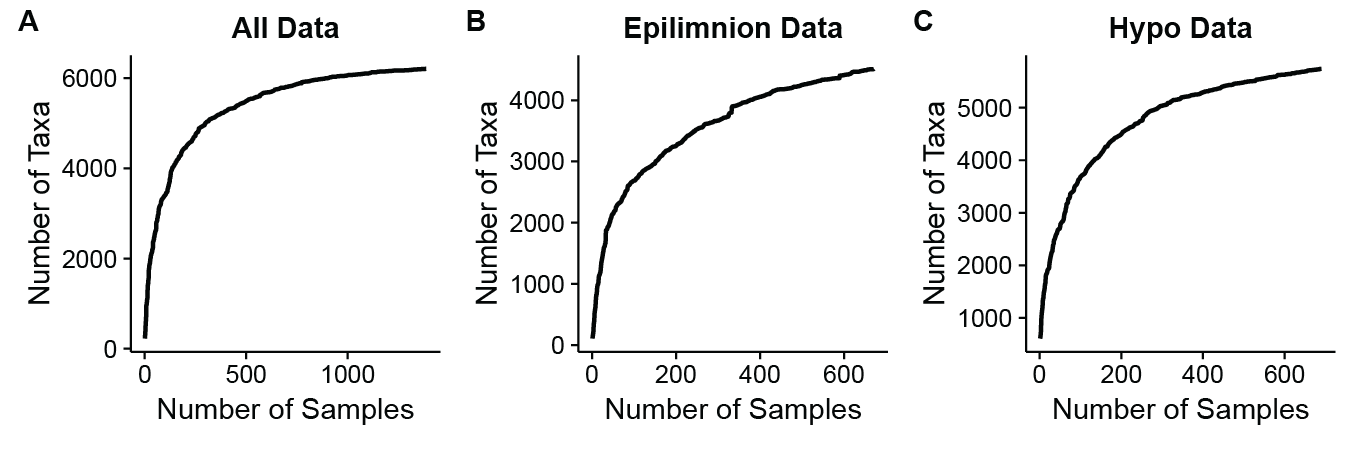 A
All Data
Number of Taxa
6000
4000
2000
0
0 500 1000
Number of Samples
B
Epilimnion Data
Number of Taxa
4000
3000
2000
1000
0
0 200 400 600
Number of Samples
C
Hypo Data
Number of Taxa
5000
4000
3000
2000
1000
0 200 400 600
Number of Samples